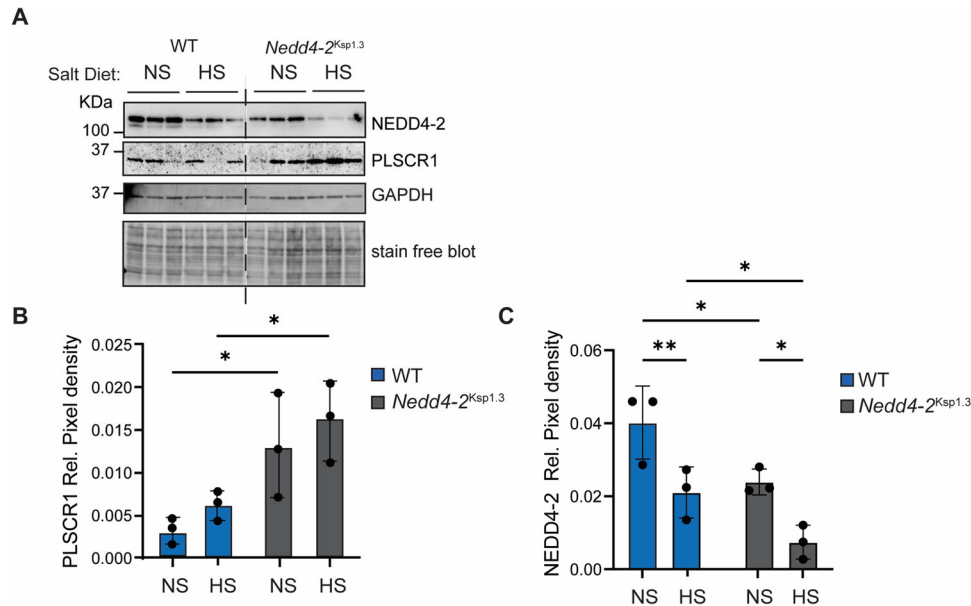 A
WT Nedd4-2Ksp1.3
Salt Diet: NS HS NS HS
KDa
100 NEDD4-2
37 PLSCR1
37 GAPDH
stain free blot
B
PLSCR1 Rel. Pixel density
0.025
0.020
0.015
0.010
0.005
0.000
*
*
NS HS NS HS
WT
Nedd4-2Ksp1.3
C
NEDD4-2 Rel. Pixel density
0.06
0.04
0.02
0.00
*
*
** *
NS HS NS HS
WT
Nedd4-2Ksp1.3